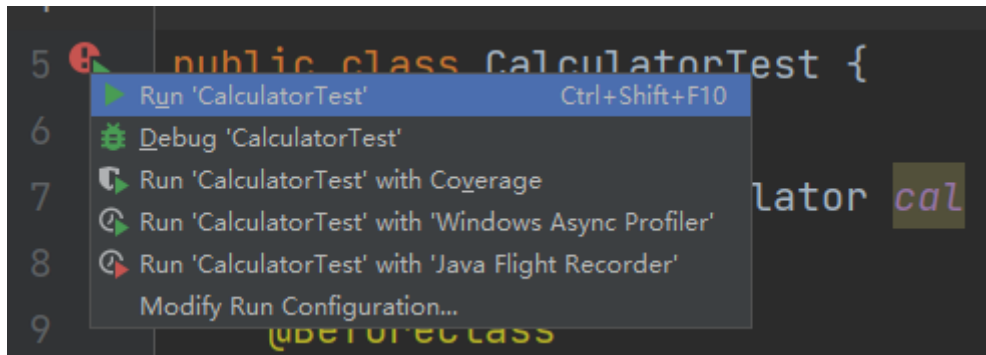 5 public class CalculatorTest {
Run 'CalculatorTest' Ctrl+Shift+F10
6
Debug 'CalculatorTest'
Run 'CalculatorTest' with Coverage
7 lator cal
Run 'CalculatorTest' with 'Windows Async Profiler'
8
Run 'CalculatorTest' with 'Java Flight Recorder'
Modify Run Configuration...
9 @BeforeClass